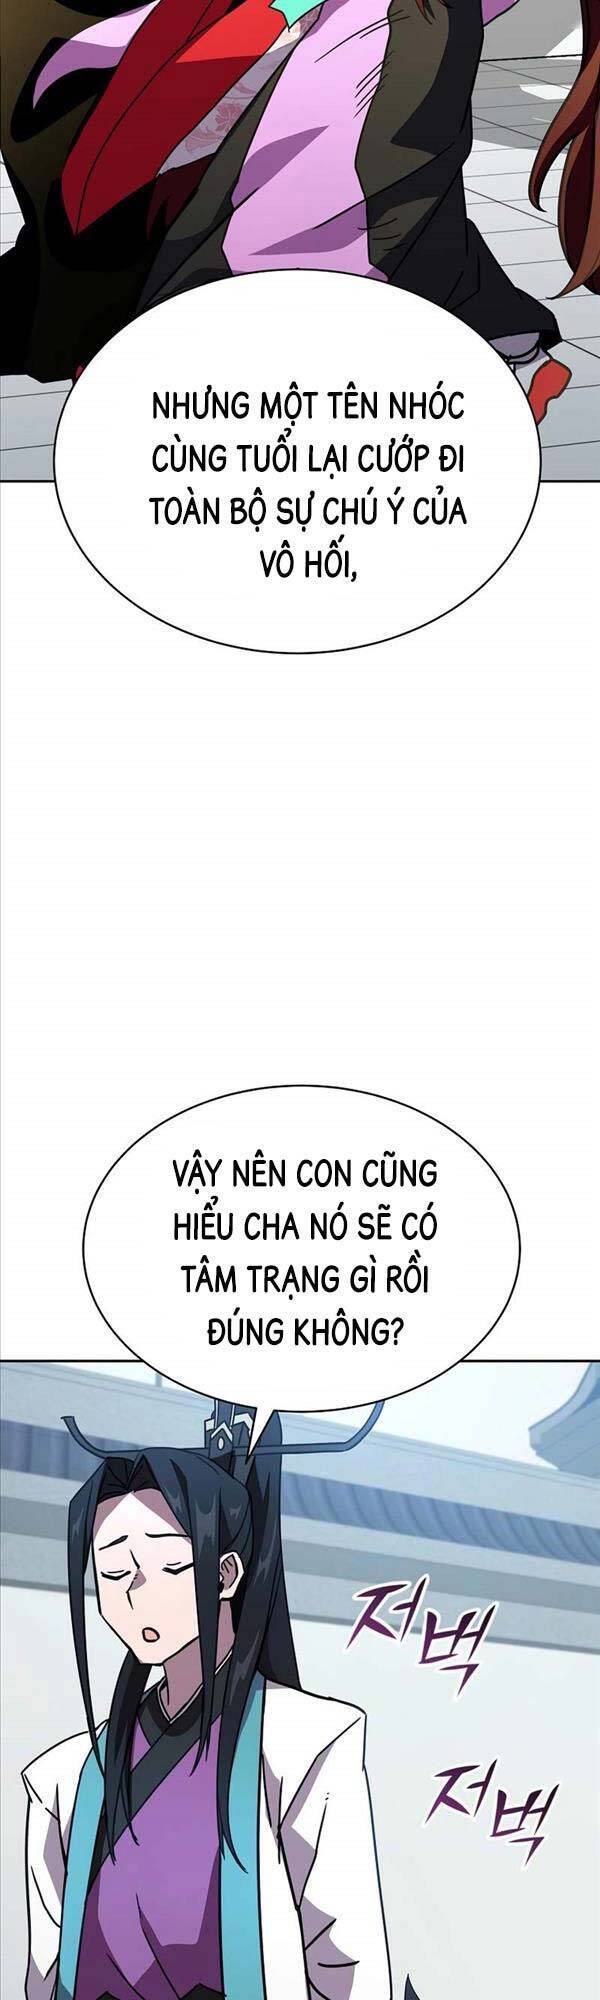 NHƯNG MỘT TÊN NHÓC
CÙNG TUỔI LẠI CƯỚP ĐI
TOÀN BỘ SỰ CHÚ Ý CỦA
VÔ HỐI,
VẬY NÊN CON CŨNG
HIỂU CHA NÓ SẼ CÓ
TÂM TRẠNG GÌ RỒI
ĐÚNG KHÔNG?
저벅
저벅